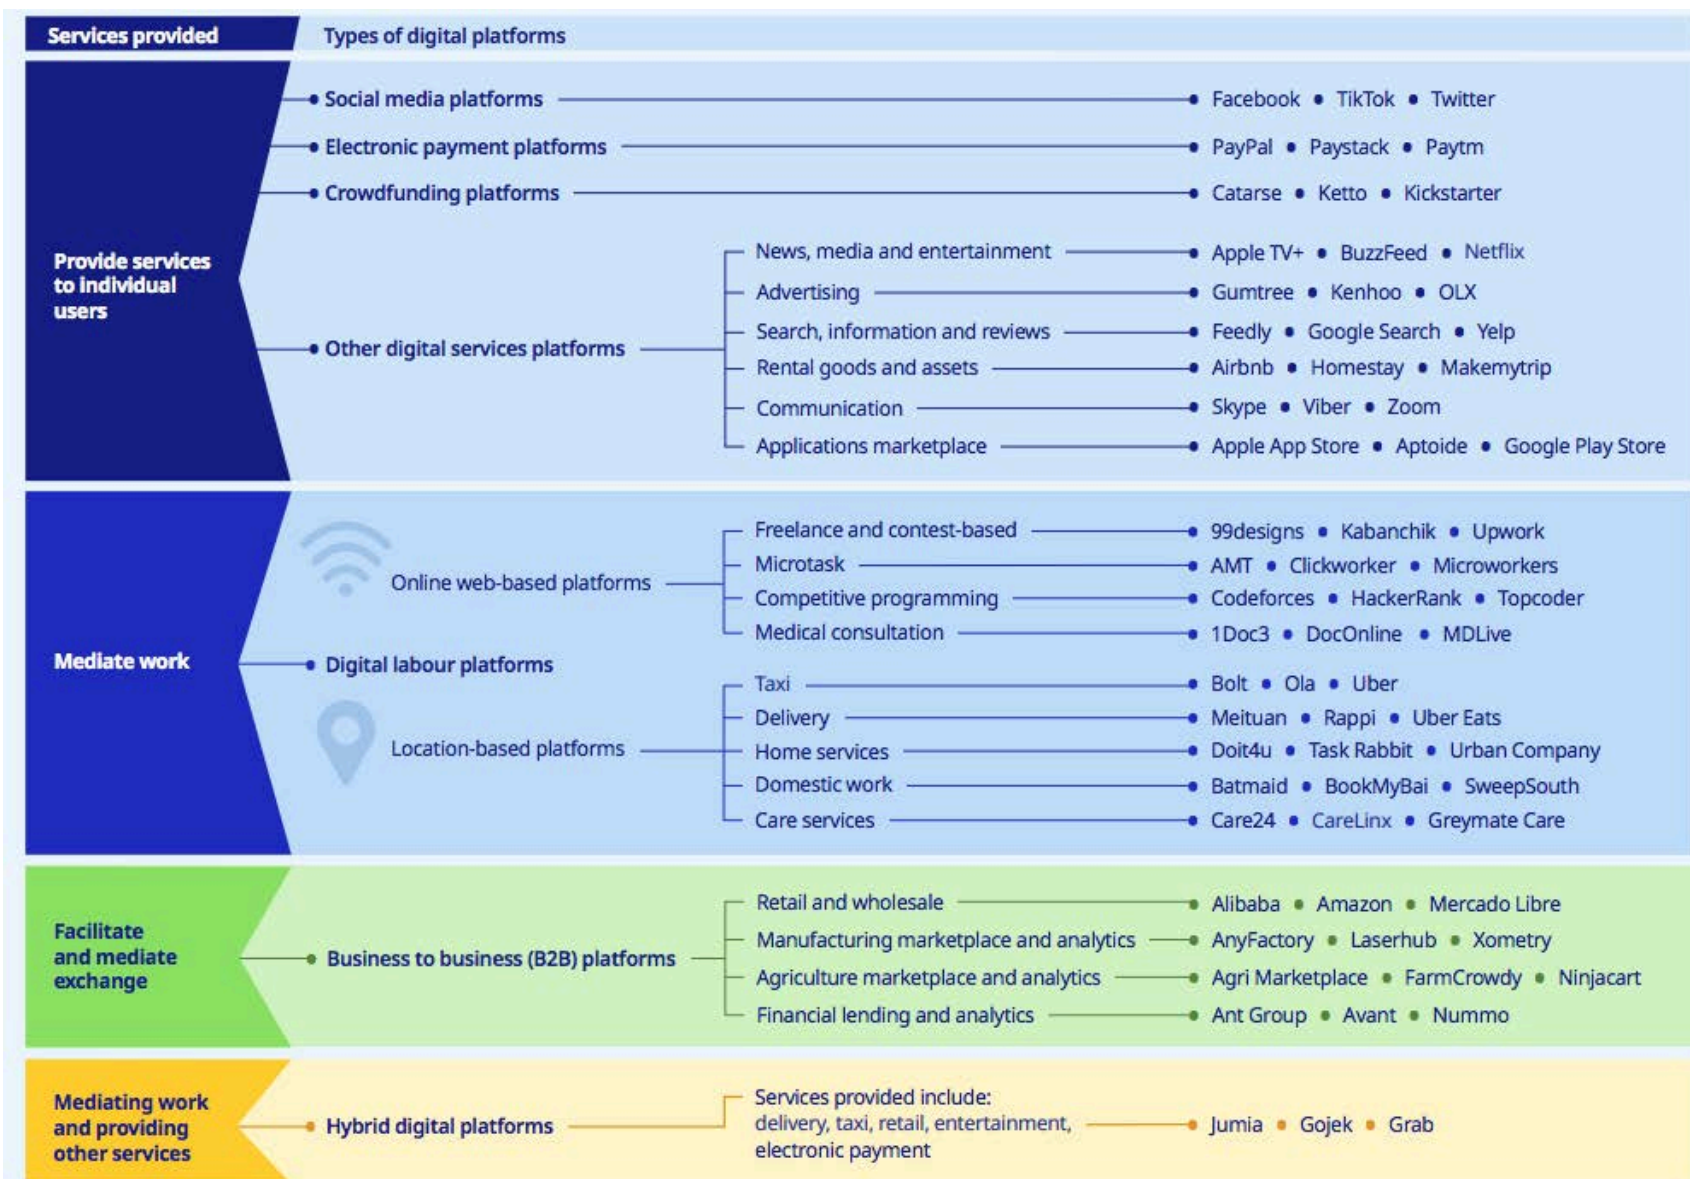 Services provided
Types of digital platforms
Provide services
to individual
users
Social media platforms
Facebook • TikTok • Twitter
Electronic payment platforms
PayPal • Paystack • Paytm
Crowdfunding platforms
Catarse • Ketto • Kickstarter
Other digital services platforms
News, media and entertainment
Apple TV+ • BuzzFeed • Netflix
Advertising
Gumtree • Kenhoo • OLX
Search, information and reviews
Feedly • Google Search • Yelp
Rental goods and assets
Airbnb • Homestay • Makemytrip
Communication
Skype • Viber • Zoom
Applications marketplace
Apple App Store • Aptoide • Google Play Store
Mediate work
Digital labour platforms
Online web-based platforms
Freelance and contest-based
99designs • Kabanchik • Upwork
Microtask
AMT • Clickworker • Microworkers
Competitive programming
Codeforces • HackerRank • Topcoder
Medical consultation
1Doc3 • DocOnline • MDLive
Location-based platforms
Taxi
Bolt • Ola • Uber
Delivery
Meituan • Rappi • Uber Eats
Home services
Doit4u • Task Rabbit • Urban Company
Domestic work
Batmaid • BookMyBai • SweepSouth
Care services
Care24 • CareLinx • Greymate Care
Facilitate
and mediate
exchange
Business to business (B2B) platforms
Retail and wholesale
Alibaba • Amazon • Mercado Libre
Manufacturing marketplace and analytics
AnyFactory • Laserhub • Xometry
Agriculture marketplace and analytics
Agri Marketplace • FarmCrowdy • Ninjacart
Financial lending and analytics
Ant Group • Avant • Nummo
Mediating work
and providing
other services
Hybrid digital platforms
Services provided include:
delivery, taxi, retail, entertainment,
electronic payment
Jumia • Gojek • Grab